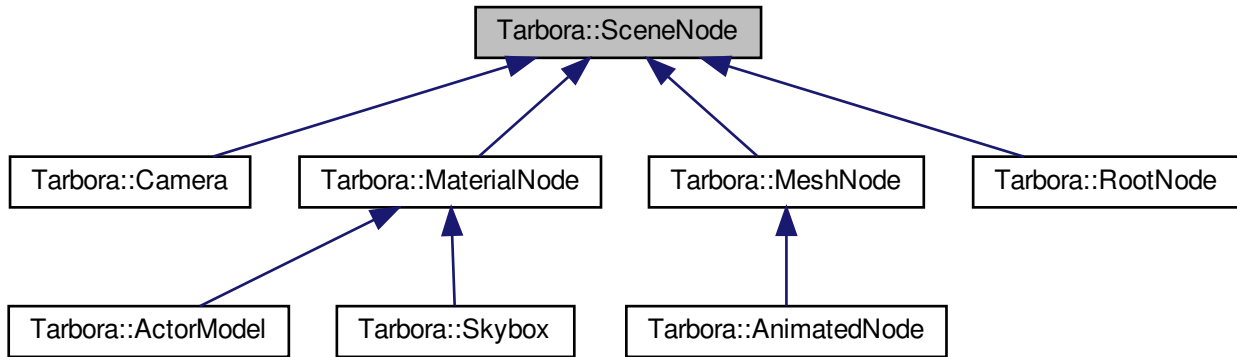 Tarbora::SceneNode
Tarbora::Camera
Tarbora::MaterialNode
Tarbora::MeshNode
Tarbora::RootNode
Tarbora::ActorModel
Tarbora::Skybox
Tarbora::AnimatedNode